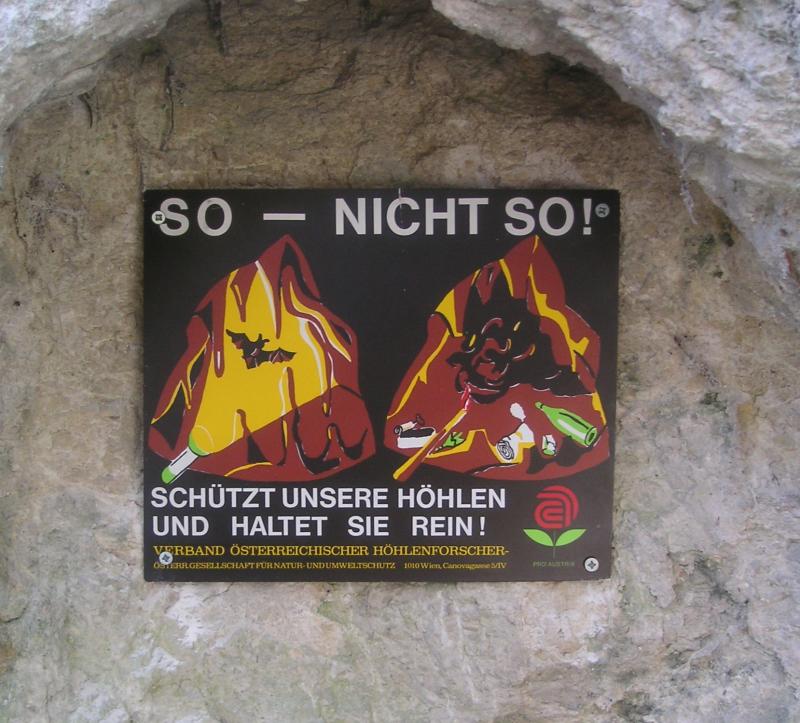 SO — NICHT SO!
SCHÜTZT UNSERE HÖHLEN
UND HALTET SIE REIN!
VERBAND ÖSTERREICHISCHER HÖHLENFORSCHER-
ÖSTERR.GESELLSCHAFT FÜR NATUR- UND UMWELTSCHUTZ 1010 Wien, Canovagasse 5/IV
PRO AUSTRIA